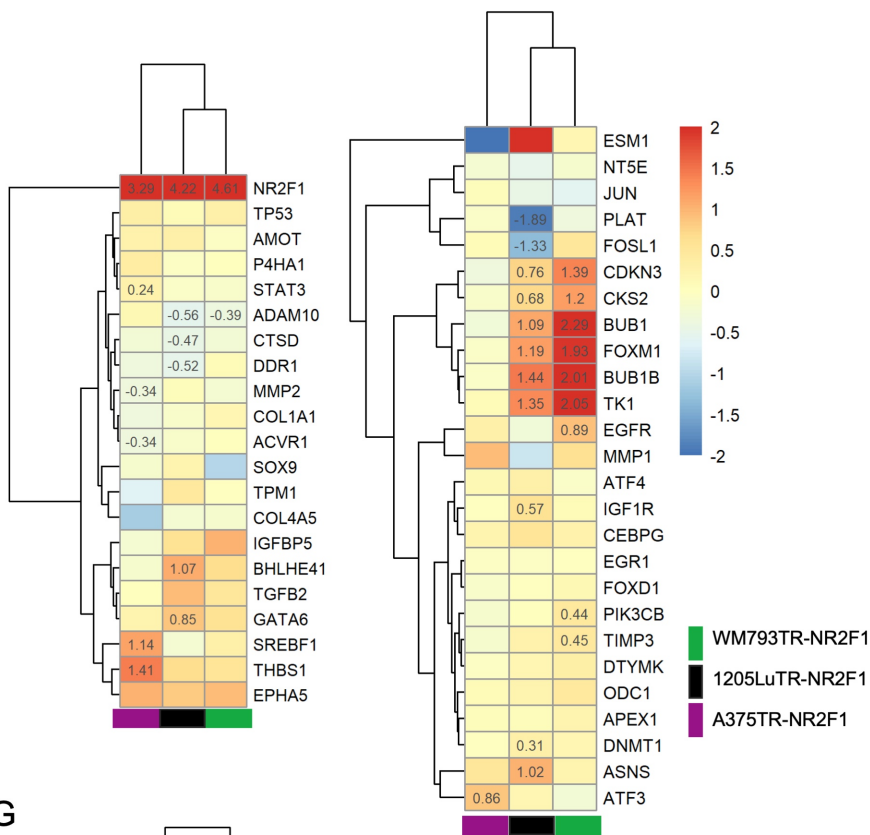 3.29 4.22 4.61 NR2F1
TP53
AMOT
P4HA1
0.24 STAT3
-0.56 -0.39 ADAM10
-0.47 CTSD
-0.52 DDR1
-0.34 MMP2
COL1A1
-0.34 ACVR1
SOX9
TPM1
COL4A5
IGFBP5
1.07 BHLHE41
TGFB2
0.85 GATA6
1.14 SREBF1
1.41 THBS1
EPHA5
ESM1
NT5E
JUN
-1.89 PLAT
-1.33 FOSL1
0.76 1.39 CDKN3
0.68 1.2 CKS2
1.09 2.29 BUB1
1.19 1.93 FOXM1
1.44 2.01 BUB1B
1.35 2.05 TK1
0.89 EGFR
MMP1
ATF4
0.57 IGF1R
CEBPG
EGR1
FOXD1
0.44 PIK3CB
0.45 TIMP3
DTYMK
ODC1
APEX1
0.31 DNMT1
1.02 ASNS
0.86 ATF3
2
1.5
1
0.5
0
-0.5
-1
-1.5
-2
WM793TR-NR2F1
1205LuTR-NR2F1
A375TR-NR2F1
G